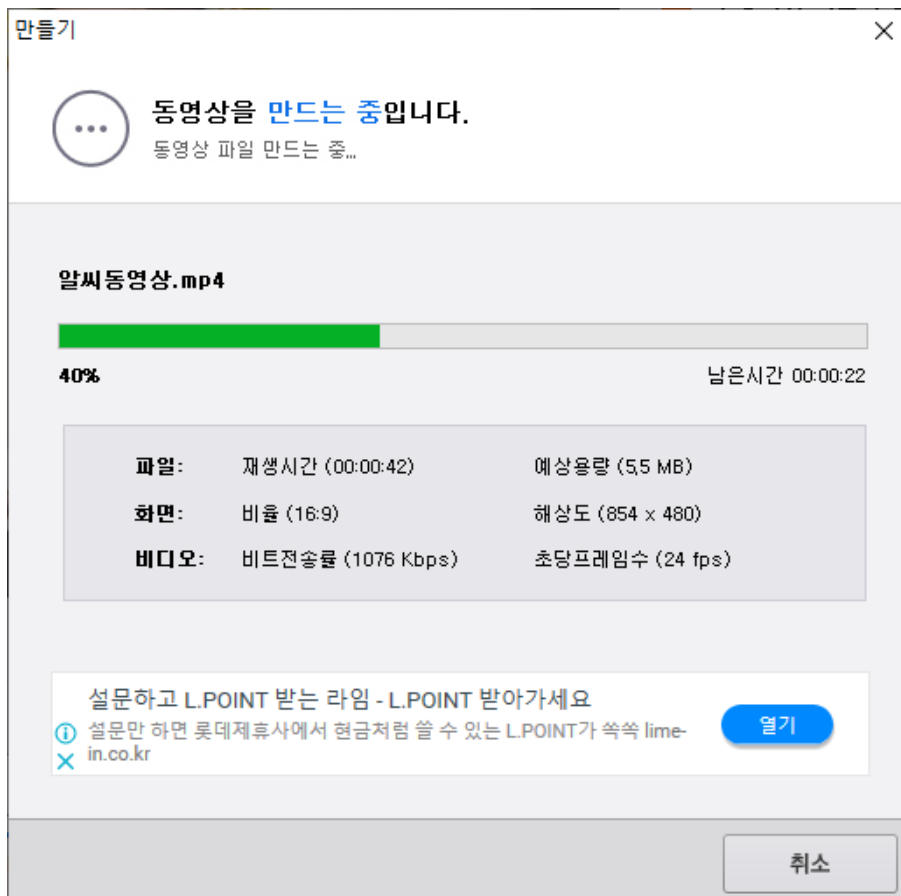 만들기
동영상을 만드는 중입니다.
동영상 파일 만드는 중...
알씨동영상.mp4
40%
남은시간 00:00:22
파일: 재생시간 (00:00:42) 예상용량 (5.5 MB)
화면: 비율 (16:9) 해상도 (854 x 480)
비디오: 비트전송률 (1076 Kbps) 초당프레임수 (24 fps)
설문하고 L.POINT 받는 라임 - L.POINT 받아가세요
설문만 하면 롯데제휴사에서 현금처럼 쓸 수 있는 L.POINT가 쏙쏙 lime-
in.co.kr
열기
취소